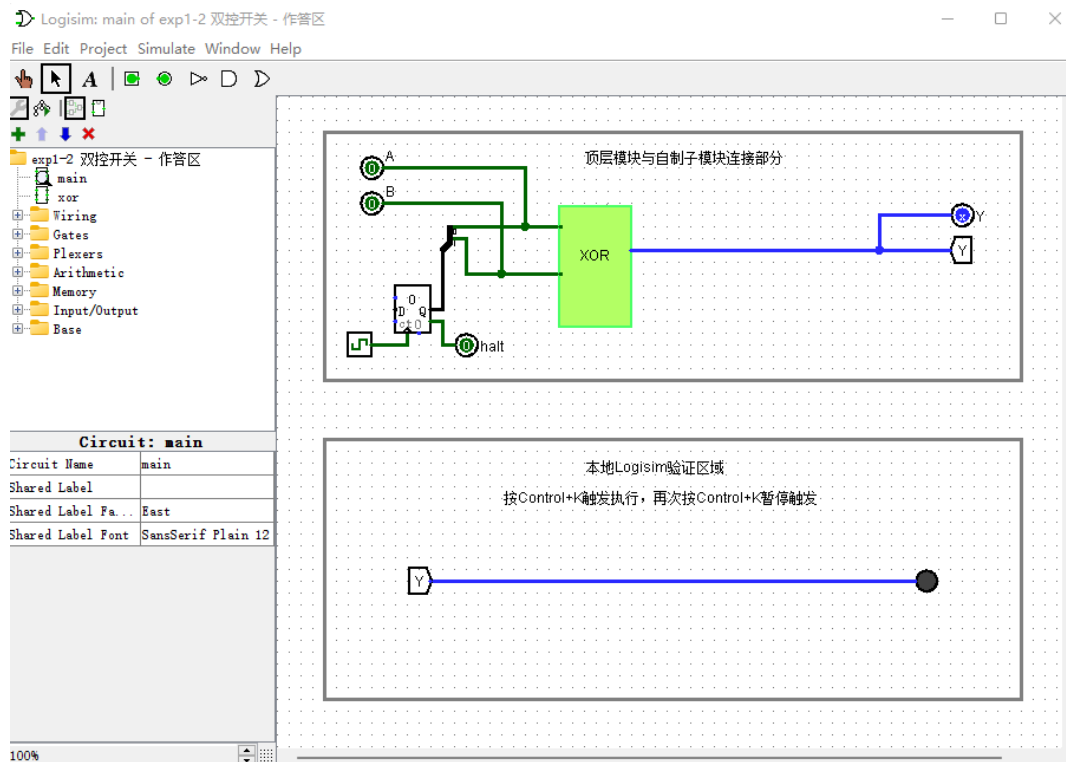 Logisim: main of exp1-2 双控开关 - 作答区
File Edit Project Simulate Window Help
A
exp1-2 双控开关 - 作答区
main
xor
Wiring
Gates
Plexers
Arithmetic
Memory
Input/Output
Base
Circuit: main
Circuit Name main
Shared Label
Shared Label Fa... East
Shared Label Font SansSerif Plain 12
100%
顶层模块与自制子模块连接部分
0 A
0 B
x Y
XOR
Y
0
D Q
ct0
0 halt
本地Logisim验证区域
按Control+K触发执行，再次按Control+K暂停触发
Y